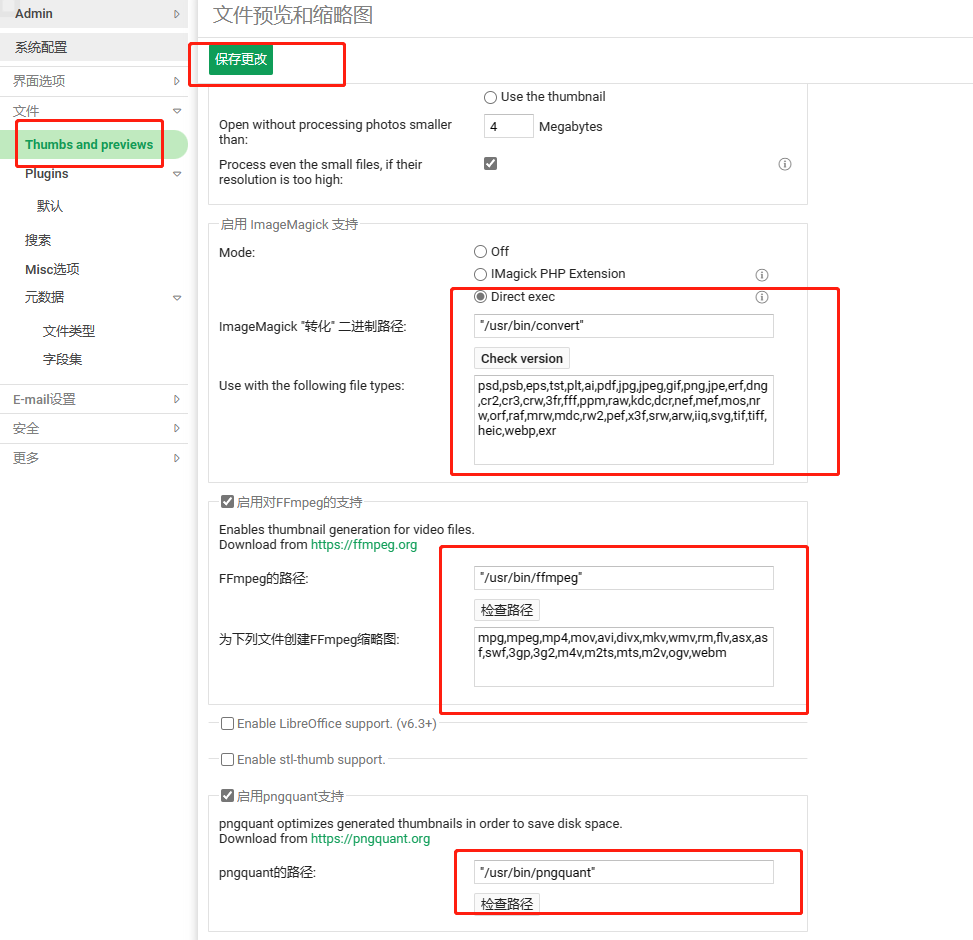 Admin
系统配置
界面选项
文件
Thumbs and previews
Plugins
默认
搜索
Misc选项
元数据
文件类型
字段集
E-mail设置
安全
更多
文件预览和缩略图
保存更改
Use the thumbnail
Open without processing photos smaller
than:
4
Megabytes
Process even the small files, if their
resolution is too high:
启用 ImageMagick 支持
Mode:
Off
IMagick PHP Extension
Direct exec
ImageMagick "转化" 二进制路径:
"/usr/bin/convert"
Check version
Use with the following file types:
psd,psb,eps,tst,plt,ai,pdf,jpg,jpeg,gif,png,jpe,erf,dng
,cr2,cr3,crw,3fr,fff,ppm,raw,kdc,dcr,nef,mef,mos,nr
w,orf,raf,mrw,mdc,rw2,pef,x3f,srw,arw,iiq,svg,tif,tiff,
heic,webp,exr
启用对FFmpeg的支持
Enables thumbnail generation for video files.
Download from https://ffmpeg.org
FFmpeg的路径:
"/usr/bin/ffmpeg"
检查路径
为下列文件创建FFmpeg缩略图:
mpg,mpeg,mp4,mov,avi,divx,mkv,wmv,rm,flv,asx,as
f,swf,3gp,3g2,m4v,m2ts,mts,m2v,ogv,webm
Enable LibreOffice support. (v6.3+)
Enable stl-thumb support.
启用pngquant支持
pngquant optimizes generated thumbnails in order to save disk space.
Download from https://pngquant.org
pngquant的路径:
"/usr/bin/pngquant"
检查路径